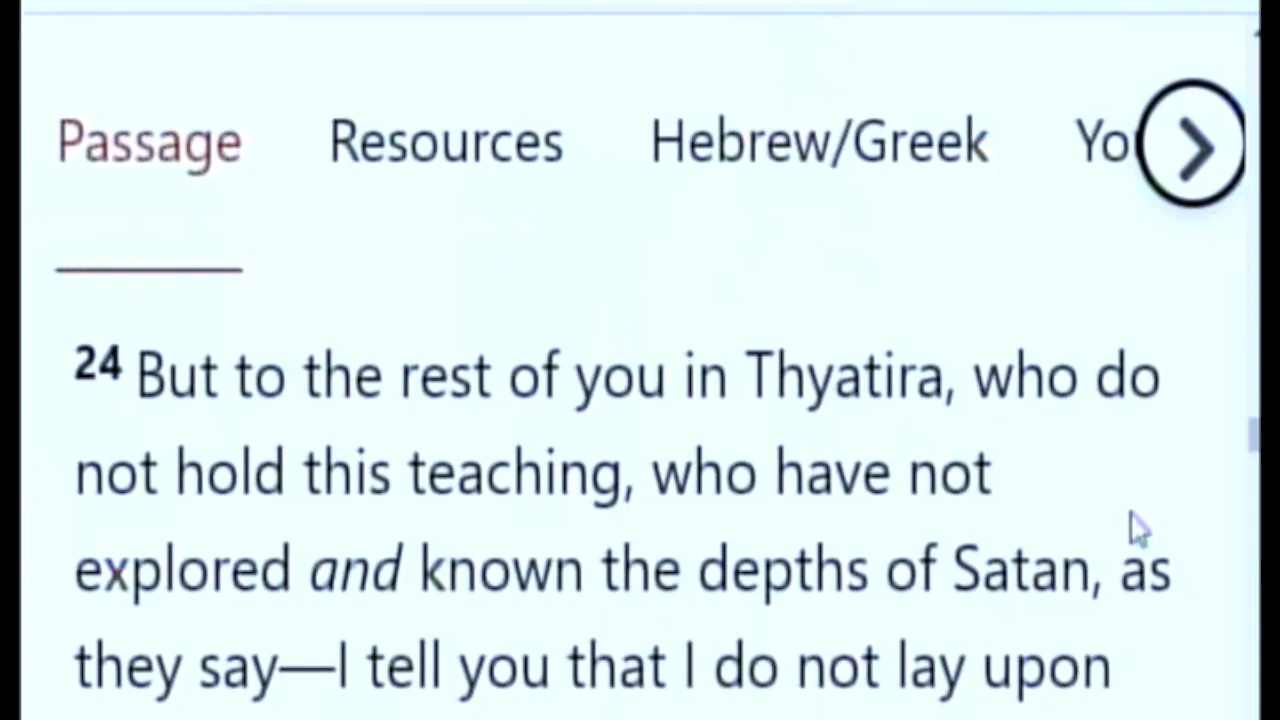 Passage Resources Hebrew/Greek
24 But to the rest of you in Thyatira, who do
not hold this teaching, who have not
explored and known the depths of Satan, as
they say—I tell you that I do not lay upon